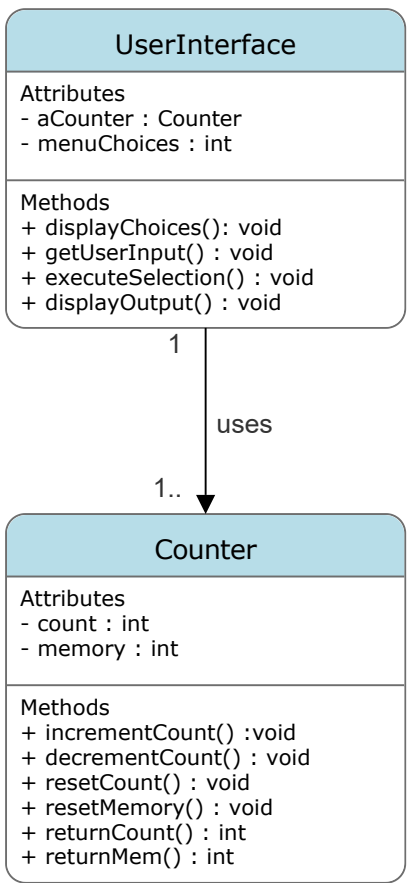 UserInterface
Attributes
- aCounter : Counter
- menuChoices : int
Methods
+ displayChoices(): void
+ getUserInput() : void
+ executeSelection() : void
+ displayOutput() : void
1
uses
1..
Counter
Attributes
- count : int
- memory : int
Methods
+ incrementCount() :void
+ decrementCount() : void
+ resetCount() : void
+ resetMemory() : void
+ returnCount() : int
+ returnMem() : int